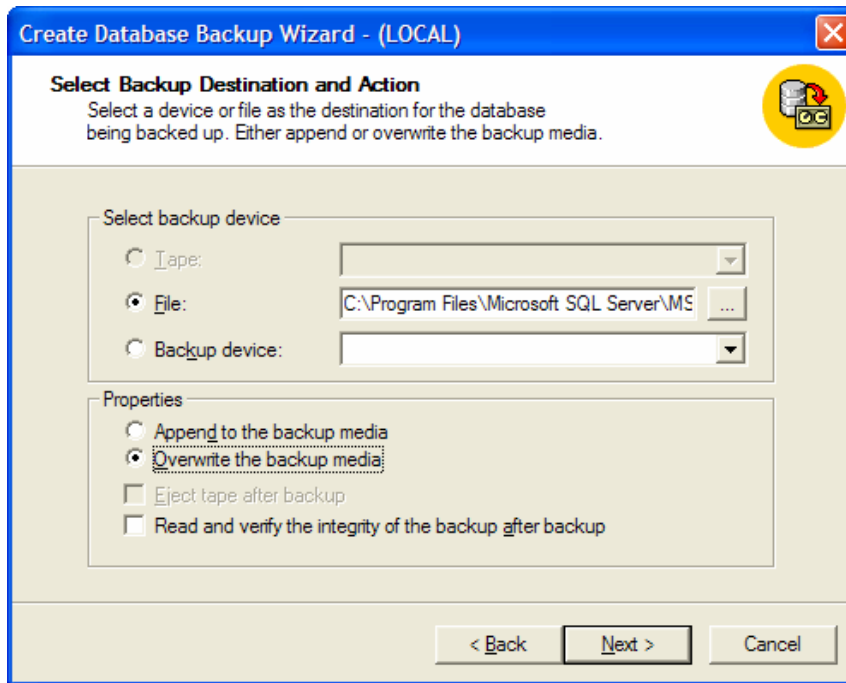 Create Database Backup Wizard - (LOCAL)
Select Backup Destination and Action
Select a device or file as the destination for the database
being backed up. Either append or overwrite the backup media.
Select backup device
Tape:
File: C:\Program Files\Microsoft SQL Server\MS ...
Backup device:
Properties
Append to the backup media
Overwrite the backup media
Eject tape after backup
Read and verify the integrity of the backup after backup
< Back Next > Cancel